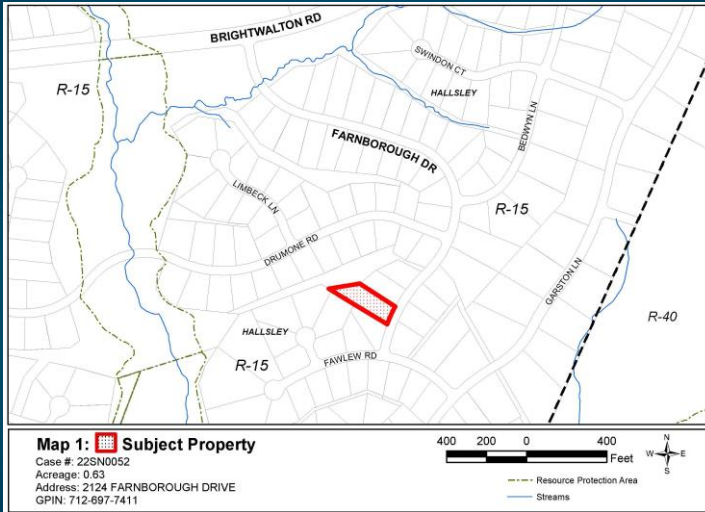 BRIGHTWALTON RD
SWINDON CT
R-15
HALLSLEY
BEDWYN LN
FARNBOROUGH DR
LIMBECK LN
R-15
DRUMONE RD
GARSTON LN
R-40
HALLSLEY
R-15
FAWLEW RD
Map 1: Subject Property
Case #: 22SN0052
Acreage: 0.63
Address: 2124 FARNBOROUGH DRIVE
GPIN: 712-697-7411
400 200 0 400
Feet
N
W E
S
Resource Protection Area
Streams